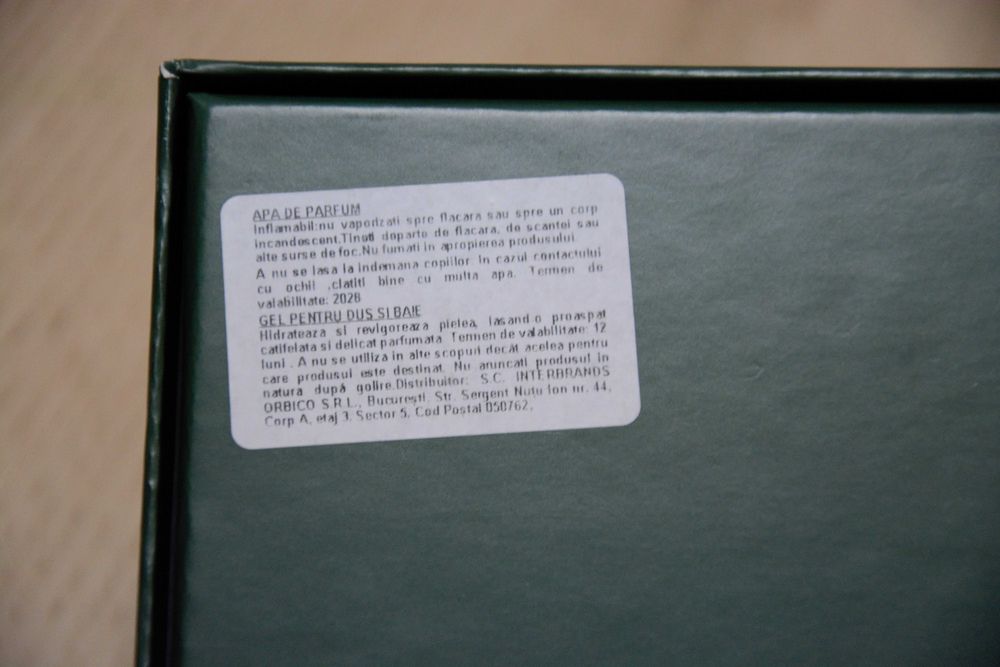 APA DE PARFUM
Inflamabil:nu vaporizati spre flacara sau spre un corp
incandescent.Tineti departe de flacara, de scantei sau
alte surse de foc.Nu fumati in apropierea produsului.
A nu se lasa la indemana copiilor. In cazul contactului
cu ochii ,clatiti bine cu multa apa. Termen de
valabilitate: 2028
GEL PENTRU DUS SI BAIE
Hidrateaza si revigoreaza pielea, lasand-o proaspat
catifelata si delicat parfumata. Termen de valabilitate: 12
luni . A nu se utiliza in alte scopuri decât acelea pentru
care produsul este destinat. Nu aruncati produsul in
natura după golire.Distribuitor: S.C. INTERBRANDS
ORBICO S.R.L., Bucureşti, Str. Sergent Nuţu Ion nr. 44,
Corp A, etaj 3, Sector 5, Cod Poştal 050762,